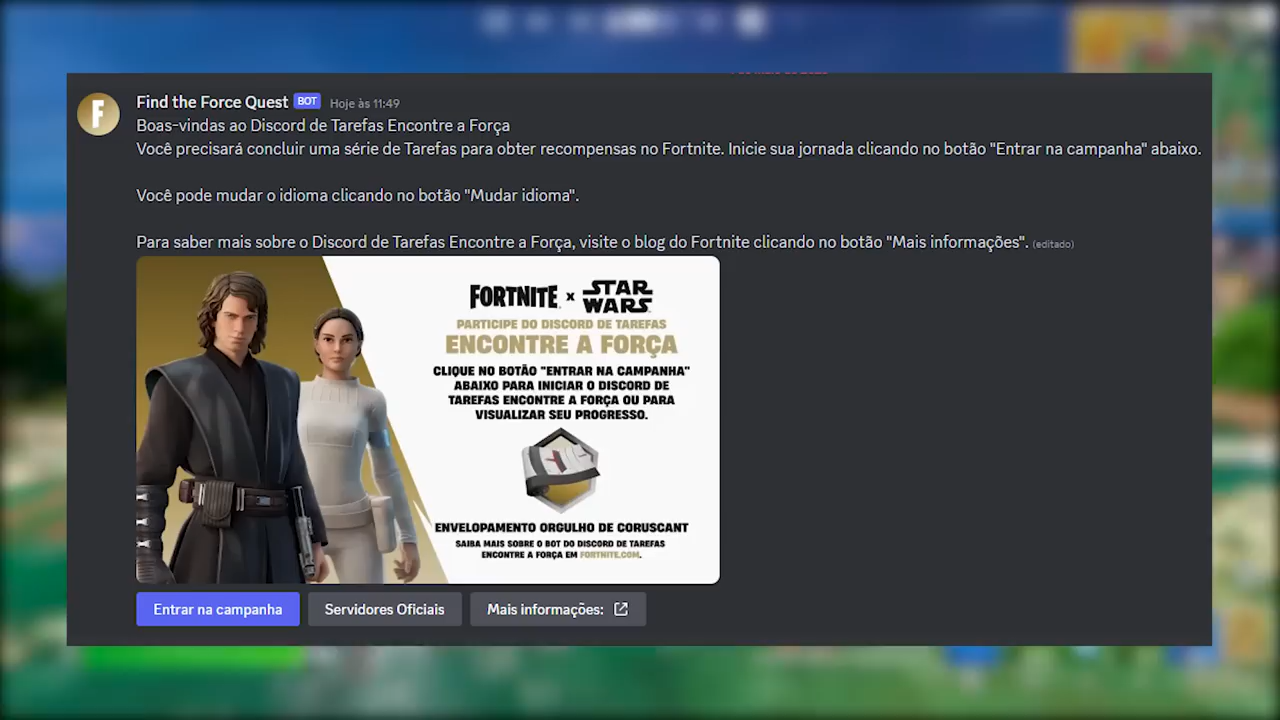 Find the Force Quest BOT Hoje às 11:49
Boas-vindas ao Discord de Tarefas Encontre a Força
Você precisará concluir uma série de Tarefas para obter recompensas no Fortnite. Inicie sua jornada clicando no botão "Entrar na campanha" abaixo.
Você pode mudar o idioma clicando no botão "Mudar idioma".
Para saber mais sobre o Discord de Tarefas Encontre a Força, visite o blog do Fortnite clicando no botão "Mais informações". (editado)
FORTNITE x STAR WARS
PARTICIPE DO DISCORD DE TAREFAS
ENCONTRE A FORÇA
CLIQUE NO BOTÃO "ENTRAR NA CAMPANHA"
ABAIXO PARA INICIAR O DISCORD DE
TAREFAS ENCONTRE A FORÇA OU PARA
VISUALIZAR SEU PROGRESSO.
ENVELOPAMENTO ORGULHO DE CORUSCANT
SAIBA MAIS SOBRE O BOT DO DISCORD DE TAREFAS
ENCONTRE A FORÇA EM FORTNITE.COM.
Entrar na campanha
Servidores Oficiais
Mais informações: